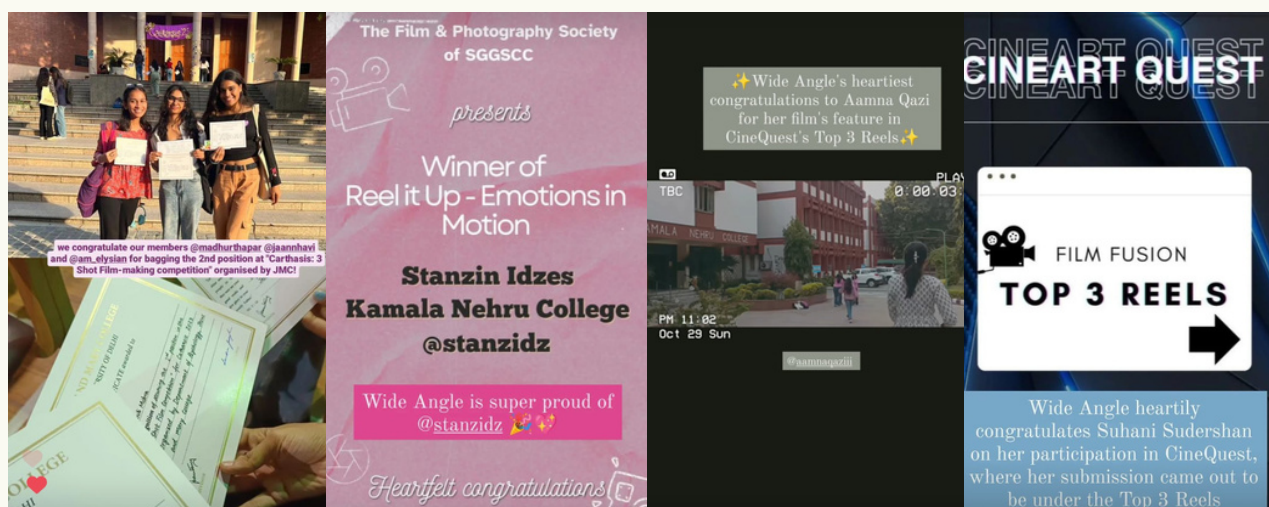 we congratulate our members @madhurthapar @jaannhavi
and @am_elysian for bagging the 2nd position at "Carthasis: 3
Shot Film-making competition" organised by JMC!
COLLEGE
The Film & Photography Society
of SGGSCC
presents
Winner of
Reel it Up - Emotions in
Motion
Stanzin Idzes
Kamala Nehru College
@stanzidz
Wide Angle is super proud of
@stanzidz 🎉💖
Heartfelt congratulations
✨Wide Angle's heartiest
congratulations to Aamna Qazi
for her film's feature in
CineQuest's Top 3 Reels✨
PLAY
TBC
0:00:03:
KAMALA NEHRU COLLEGE
PM 11:02
Oct 29 Sun
@aamnaqaziii
CINEART QUEST
FILM FUSION
TOP 3 REELS
Wide Angle heartily
congratulates Suhani Sudershan
on her participation in CineQuest,
where her submission came out to
be under the Top 3 Reels